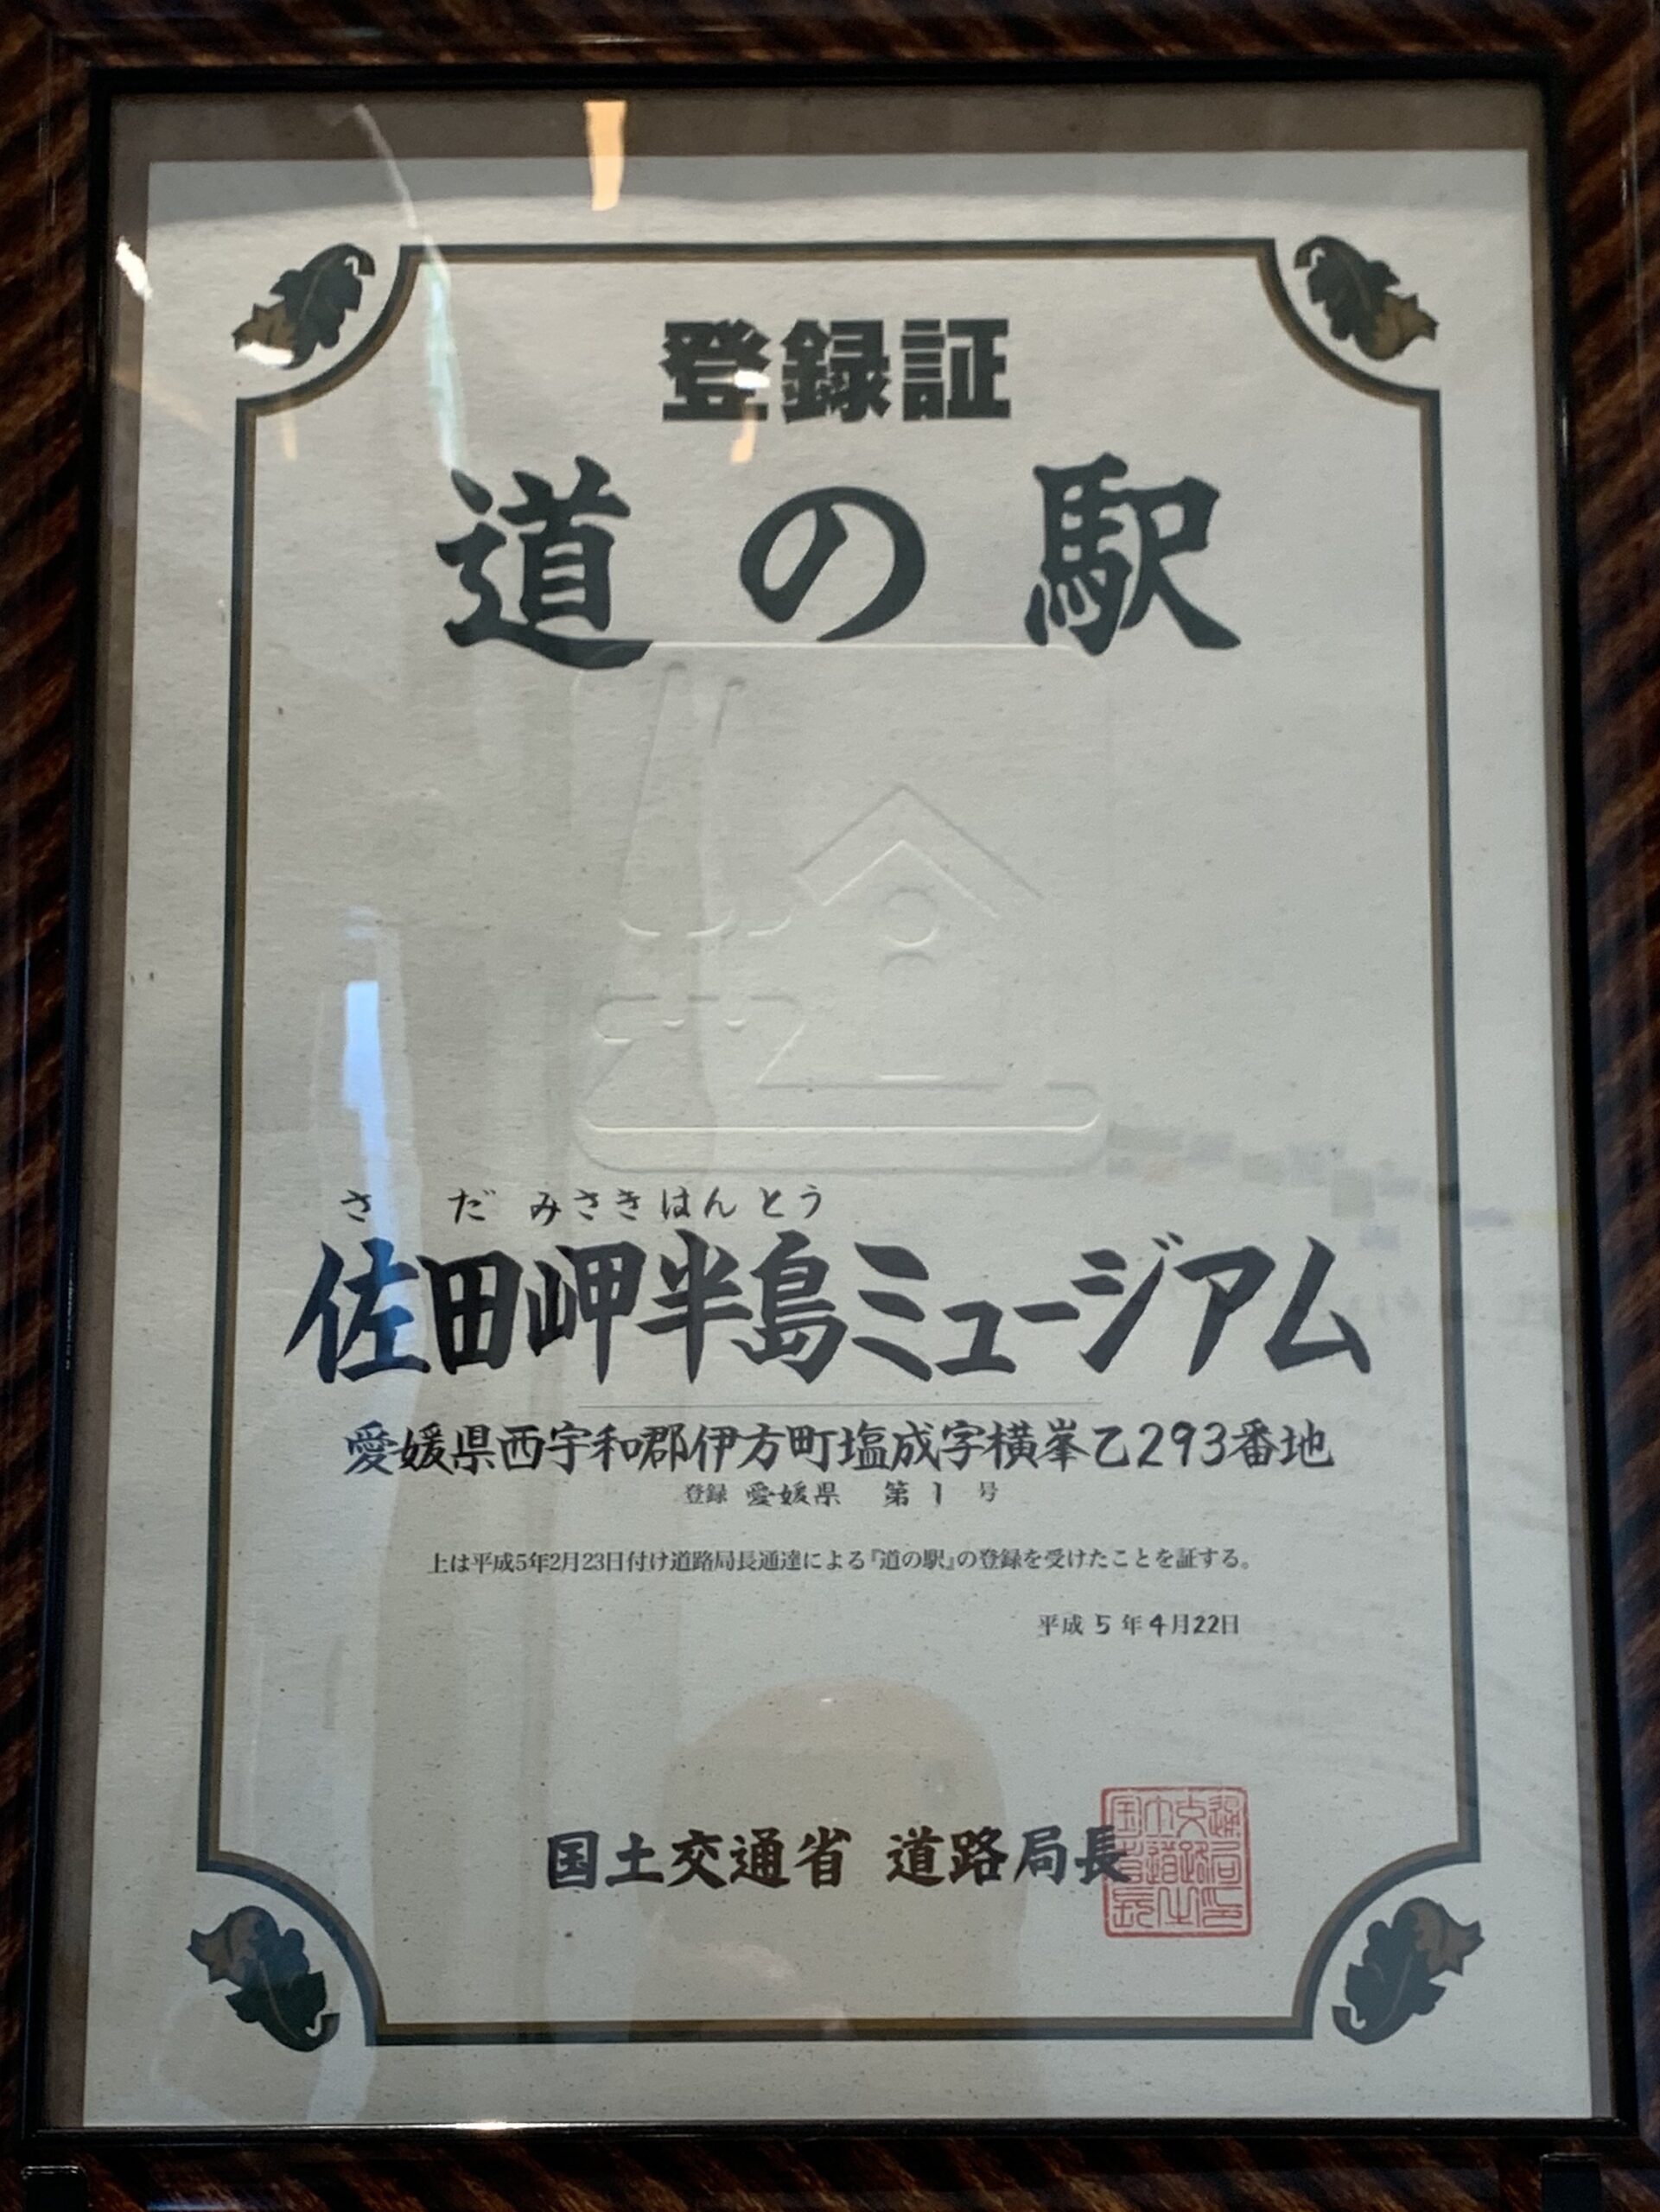 登録証
道の駅
さだみさきはんとう
佐田岬半島ミュージアム
愛媛県西宇和郡伊方町塩成字横峯乙293番地
登録 愛媛県 第 1 号
上は平成5年2月23日付け道路局長通達による『道の駅』の登録を受けたことを証する。
平成 5 年 4月22日
国土交通省 道路局長